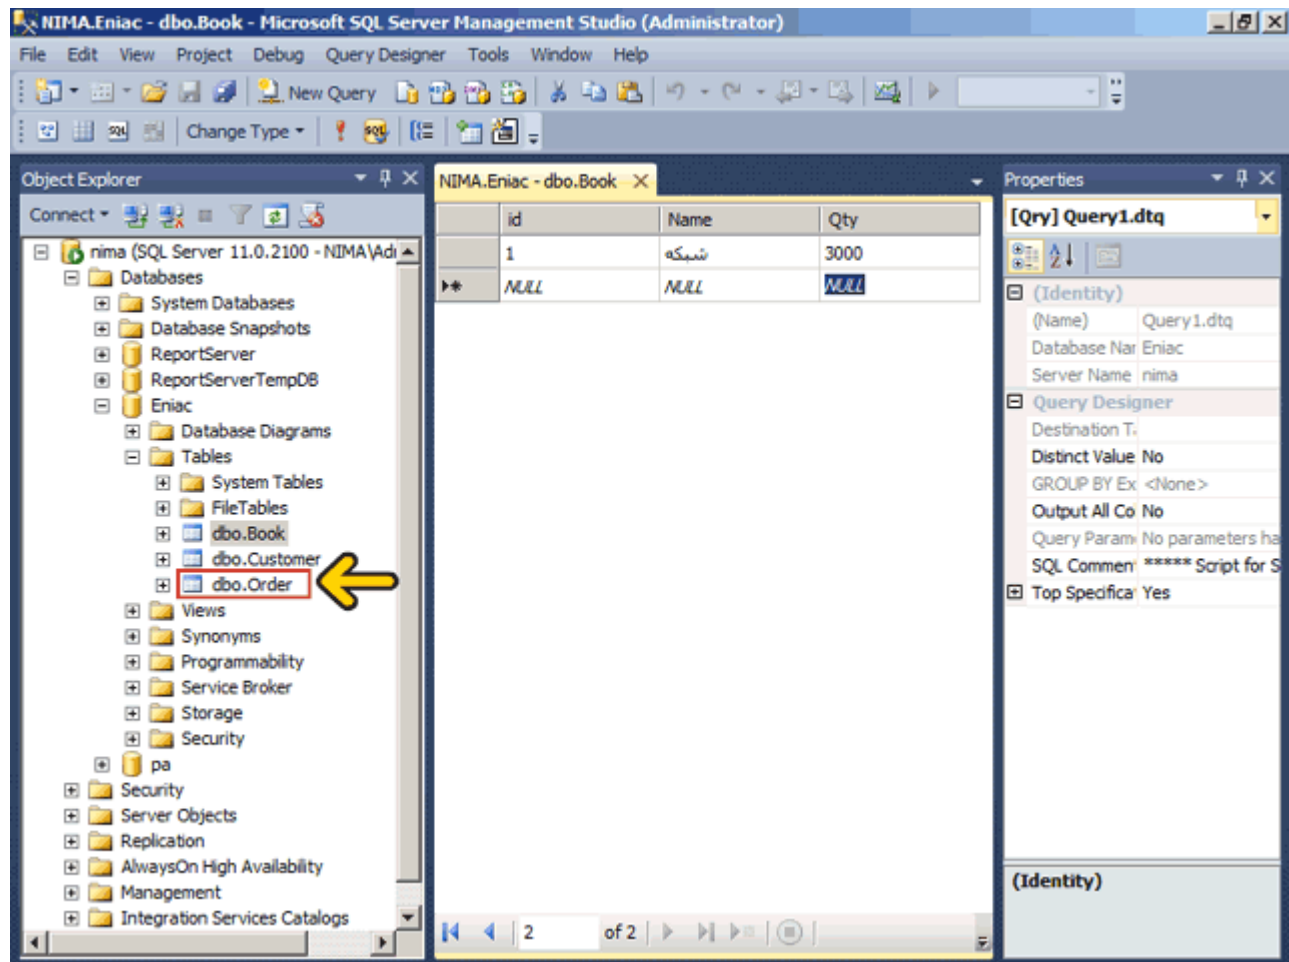 NIMA.Eniac - dbo.Book - Microsoft SQL Server Management Studio (Administrator)
File Edit View Project Debug Query Designer Tools Window Help
New Query
Change Type
Object Explorer
Connect
nima (SQL Server 11.0.2100 - NIMA\Adi
Databases
System Databases
Database Snapshots
ReportServer
ReportServerTempDB
Eniac
Database Diagrams
Tables
System Tables
FileTables
dbo.Book
dbo.Customer
dbo.Order
Views
Synonyms
Programmability
Service Broker
Storage
Security
pa
Security
Server Objects
Replication
AlwaysOn High Availability
Management
Integration Services Catalogs
NIMA.Eniac - dbo.Book
id Name Qty
1 شبکه 3000
NULL NULL NULL
2 of 2
Properties
[Qry] Query1.dtq
(Identity)
(Name) Query1.dtq
Database Nar Eniac
Server Name nima
Query Designer
Destination T
Distinct Value No
GROUP BY Ex <None>
Output All Co No
Query Param No parameters ha
SQL Commen ***** Script for S
Top Specifica Yes
(Identity)